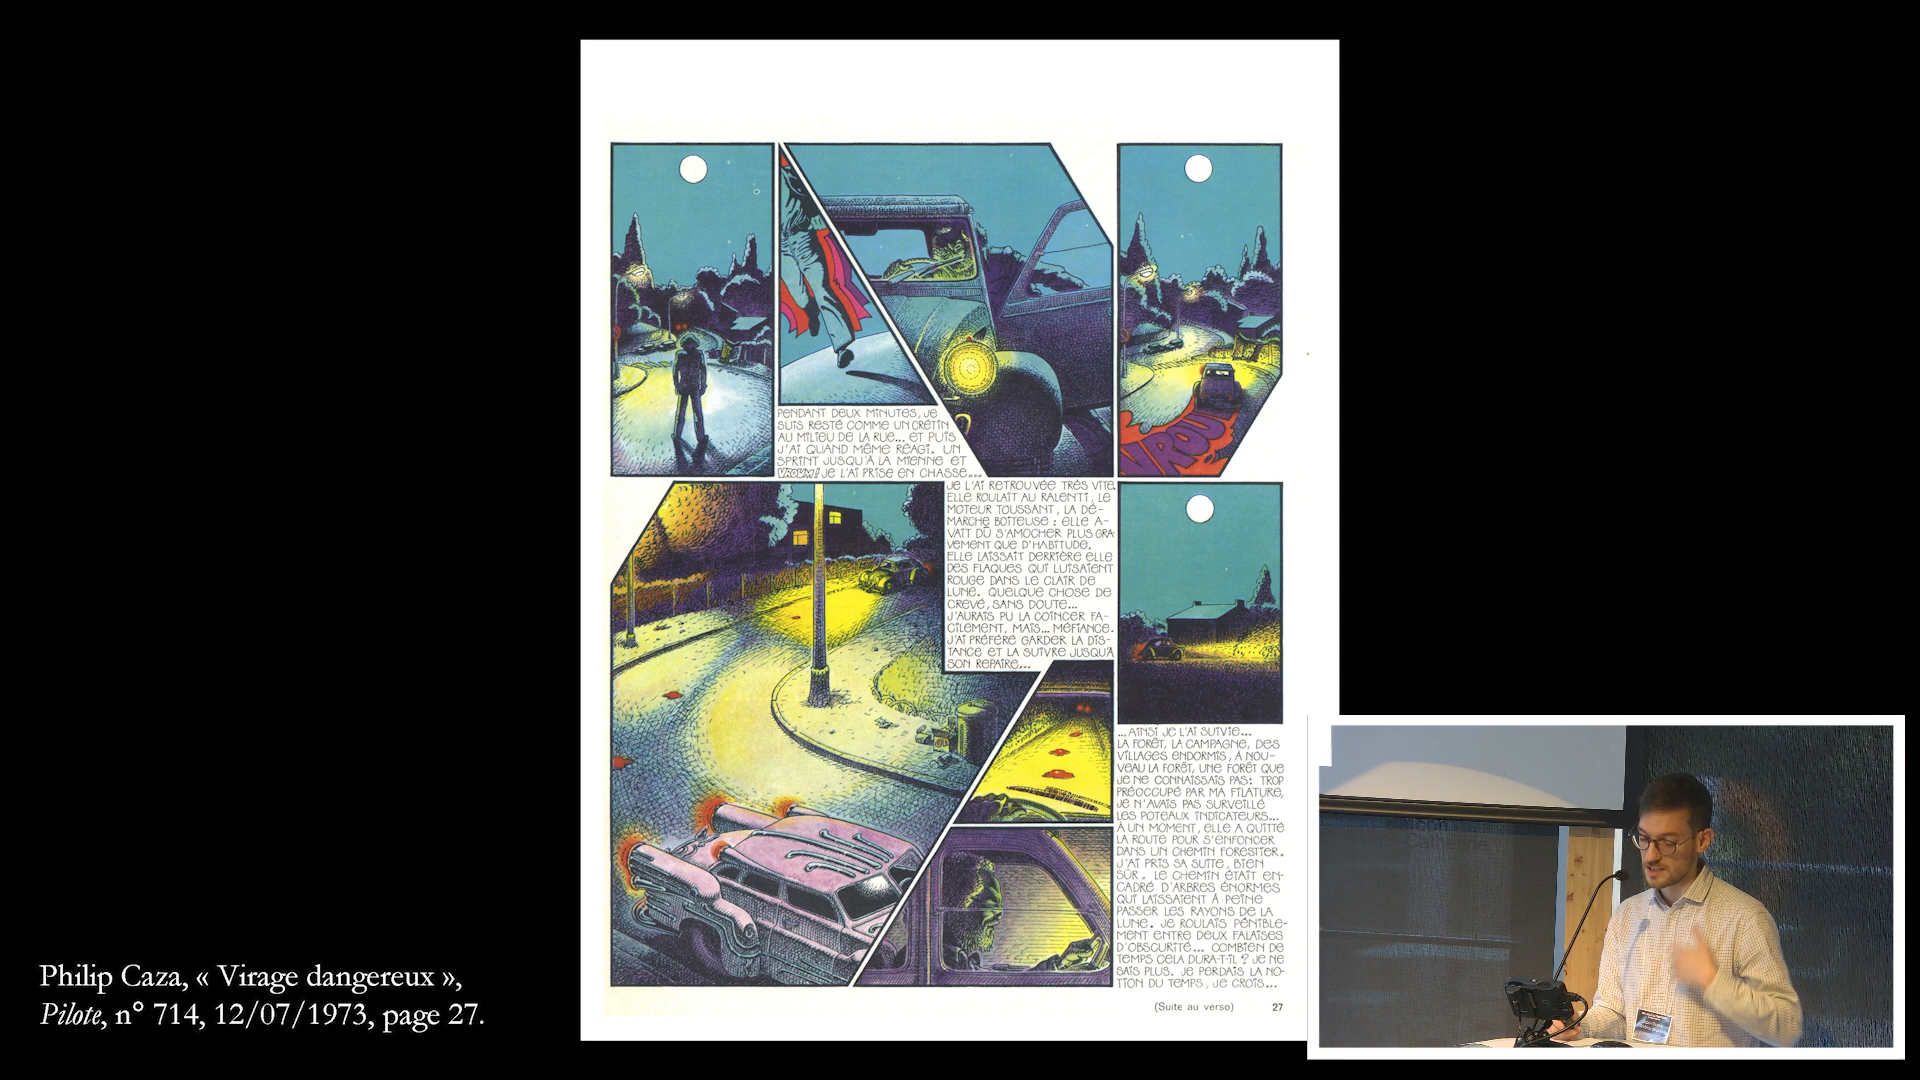 PENDANT DEUX MINUTES, JE
SUIS RESTÉ COMME UN CRÉTIN
AU MILIEU DE LA RUE... ET PUIS
J'AI QUAND MÊME RÉAGI. UN
SPRINT JUSQU'À LA MIENNE ET
VROUM! JE L'AI PRISE EN CHASSE...
VROU
JE L'AI RETROUVÉE TRÈS VITE.
ELLE ROULAIT AU RALENTI, LE
MOTEUR TOUSSANT, LA DÉ-
MARCHE BOITEUSE : ELLE A-
VAIT DÛ S'AMOCHER PLUS GRA-
VEMENT QUE D'HABITUDE.
ELLE LAISSAIT DERRIÈRE ELLE
DES FLAQUES QUI LUISAIENT
ROUGE DANS LE CLAIR DE
LUNE. QUELQUE CHOSE DE
CREVÉ, SANS DOUTE...
J'AURAIS PU LA COINCER FA-
CILEMENT, MAIS... MÉFIANCE.
J'AI PRÉFÉRÉ GARDER LA DIS-
TANCE ET LA SUIVRE JUSQU'À
SON REPAIRE...
...AINSI JE L'AI SUIVIE...
LA FORÊT, LA CAMPAGNE, DES
VILLAGES ENDORMIS, À NOU-
VEAU LA FORÊT, UNE FORÊT QUE
JE NE CONNAISSAIS PAS: TROP
PRÉOCCUPÉ PAR MA FILATURE,
JE N'AVAIS PAS SURVEILLÉ
LES POTEAUX INDICATEURS...
À UN MOMENT, ELLE A QUITTÉ
LA ROUTE POUR S'ENFONCER
DANS UN CHEMIN FORESTIER.
J'AI PRIS SA SUITE, BIEN
SÛR. LE CHEMIN ÉTAIT EN-
CADRÉ D'ARBRES ÉNORMES
QUI LAISSAIENT À PEINE
PASSER LES RAYONS DE LA
LUNE. JE ROULAIS PÉNIBLE-
MENT ENTRE DEUX FALAISES
D'OBSCURITÉ... COMBIEN DE
TEMPS CELA DURA-T-IL ? JE NE
SAIS PLUS. JE PERDAIS LA NO-
TION DU TEMPS, JE CROIS...
(Suite au verso) 27
Philip Caza, « Virage dangereux »,
Pilote, n° 714, 12/07/1973, page 27.